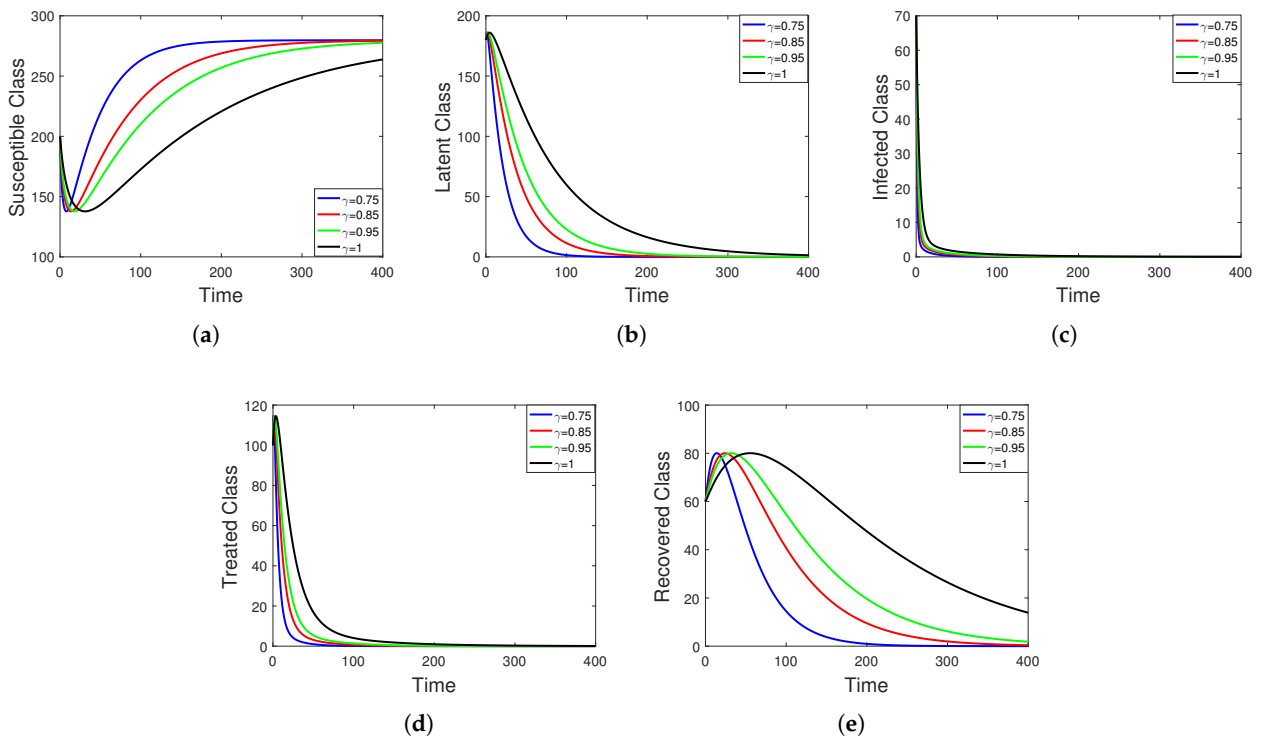 300
250
200
150
100
Susceptible Class
0 100 200 300 400
Time
γ=0.75
γ=0.85
γ=0.95
γ=1
(a)
200
150
100
50
0
Latent Class
0 100 200 300 400
Time
γ=0.75
γ=0.85
γ=0.95
γ=1
(b)
70
60
50
40
30
20
10
0
Infected Class
0 100 200 300 400
Time
γ=0.75
γ=0.85
γ=0.95
γ=1
(c)
120
100
80
60
40
20
0
Treated Class
0 100 200 300 400
Time
γ=0.75
γ=0.85
γ=0.95
γ=1
(d)
100
80
60
40
20
0
Recovered Class
0 100 200 300 400
Time
γ=0.75
γ=0.85
γ=0.95
γ=1
(e)